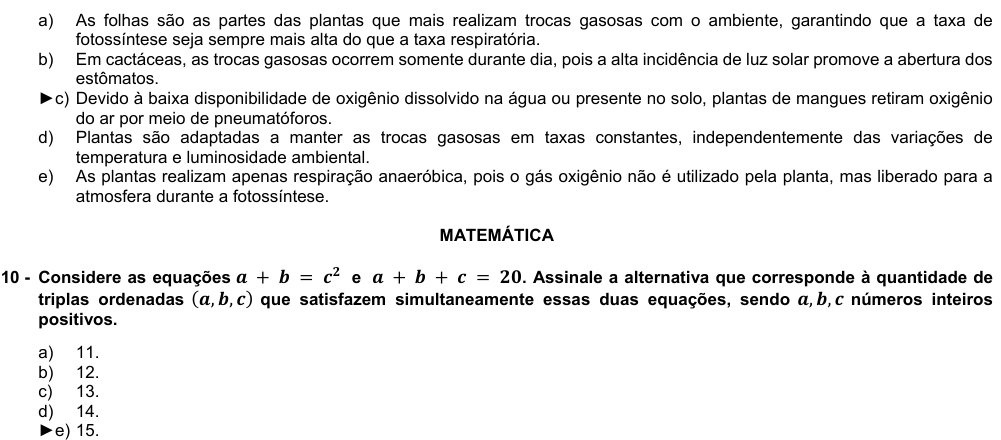 a) As folhas são as partes das plantas que mais realizam trocas gasosas com o ambiente, garantindo que a taxa de
fotossíntese seja sempre mais alta do que a taxa respiratória.
b) Em cactáceas, as trocas gasosas ocorrem somente durante dia, pois a alta incidência de luz solar promove a abertura dos
estômatos.
►c) Devido à baixa disponibilidade de oxigênio dissolvido na água ou presente no solo, plantas de mangues retiram oxigênio
do ar por meio de pneumatóforos.
d) Plantas são adaptadas a manter as trocas gasosas em taxas constantes, independentemente das variações de
temperatura e luminosidade ambiental.
e) As plantas realizam apenas respiração anaeróbica, pois o gás oxigênio não é utilizado pela planta, mas liberado para a
atmosfera durante a fotossíntese.
MATEMÁTICA
10 - Considere as equações a + b = c² e a + b + c = 20. Assinale a alternativa que corresponde à quantidade de
triplas ordenadas (a, b, c) que satisfazem simultaneamente essas duas equações, sendo a, b, c números inteiros
positivos.
a) 11.
b) 12.
c) 13.
d) 14.
►e) 15.